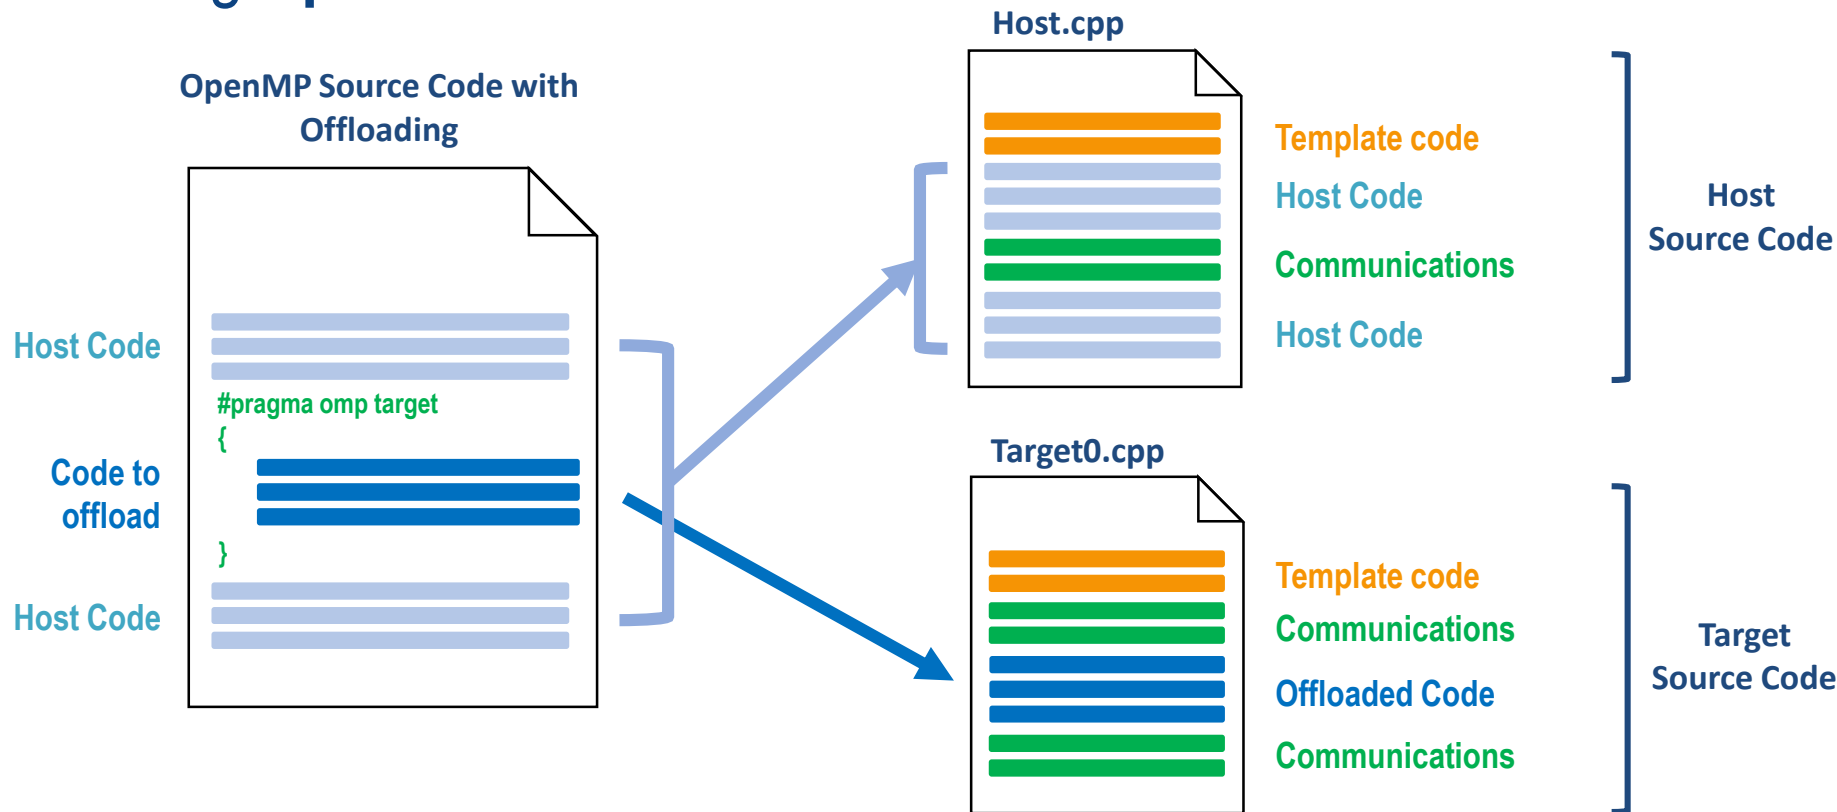 OpenMP Source Code with
Offloading
Host Code
#pragma omp target
{
Code to
offload
}
Host Code
Host.cpp
Template code
Host Code
Communications
Host Code
Host
Source Code
Target0.cpp
Template code
Communications
Offloaded Code
Communications
Target
Source Code